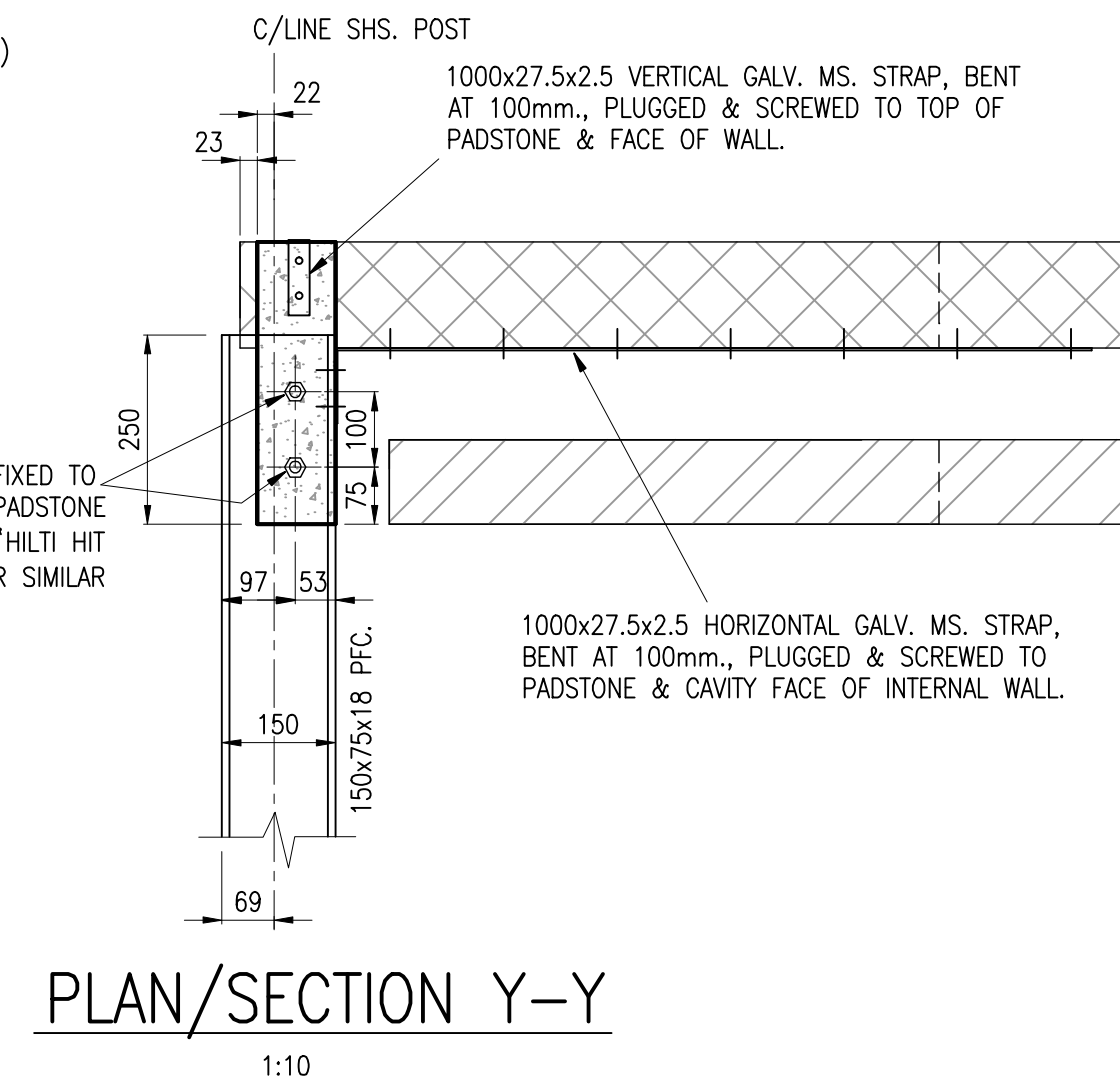 )
C/LINE SHS. POST
22
23
1000x27.5x2.5 VERTICAL GALV. MS. STRAP, BENT
AT 100mm., PLUGGED & SCREWED TO TOP OF
PADSTONE & FACE OF WALL.
250
100
75
FIXED TO
PADSTONE
'HILTI HIT
R SIMILAR
97
53
1000x27.5x2.5 HORIZONTAL GALV. MS. STRAP,
BENT AT 100mm., PLUGGED & SCREWED TO
PADSTONE & CAVITY FACE OF INTERNAL WALL.
150
150x75x18 PFC.
69
PLAN/SECTION Y-Y
1:10